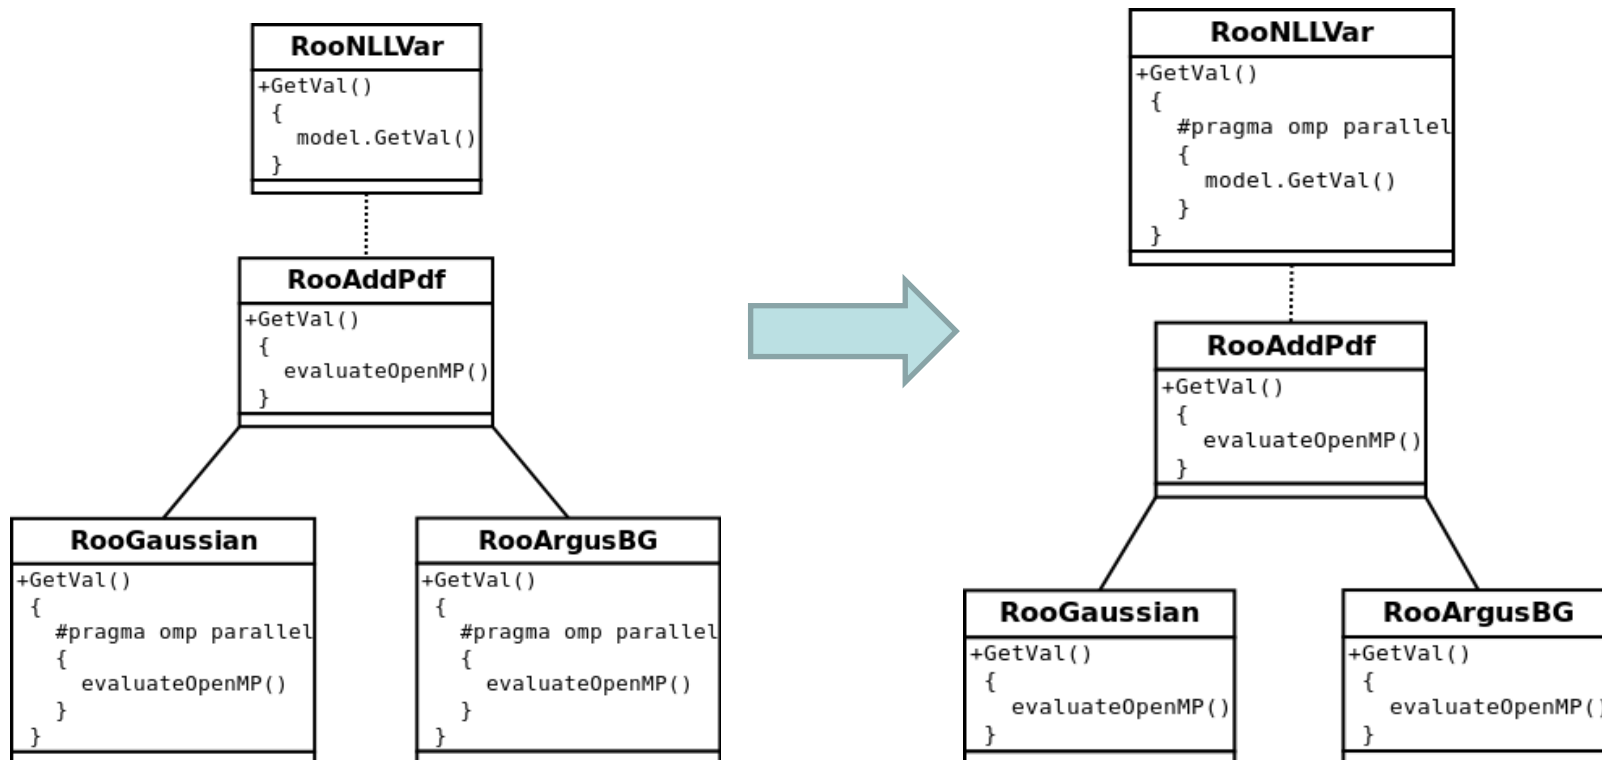 RooNLLVar
+GetVal()
{
model.GetVal()
}
RooAddPdf
+GetVal()
{
evaluateOpenMP()
}
RooGaussian
+GetVal()
{
#pragma omp parallel
{
evaluateOpenMP()
}
}
RooArgusBG
+GetVal()
{
#pragma omp parallel
{
evaluateOpenMP()
}
}
RooNLLVar
+GetVal()
{
#pragma omp parallel
{
model.GetVal()
}
}
RooAddPdf
+GetVal()
{
evaluateOpenMP()
}
RooGaussian
+GetVal()
{
evaluateOpenMP()
}
RooArgusBG
+GetVal()
{
evaluateOpenMP()
}